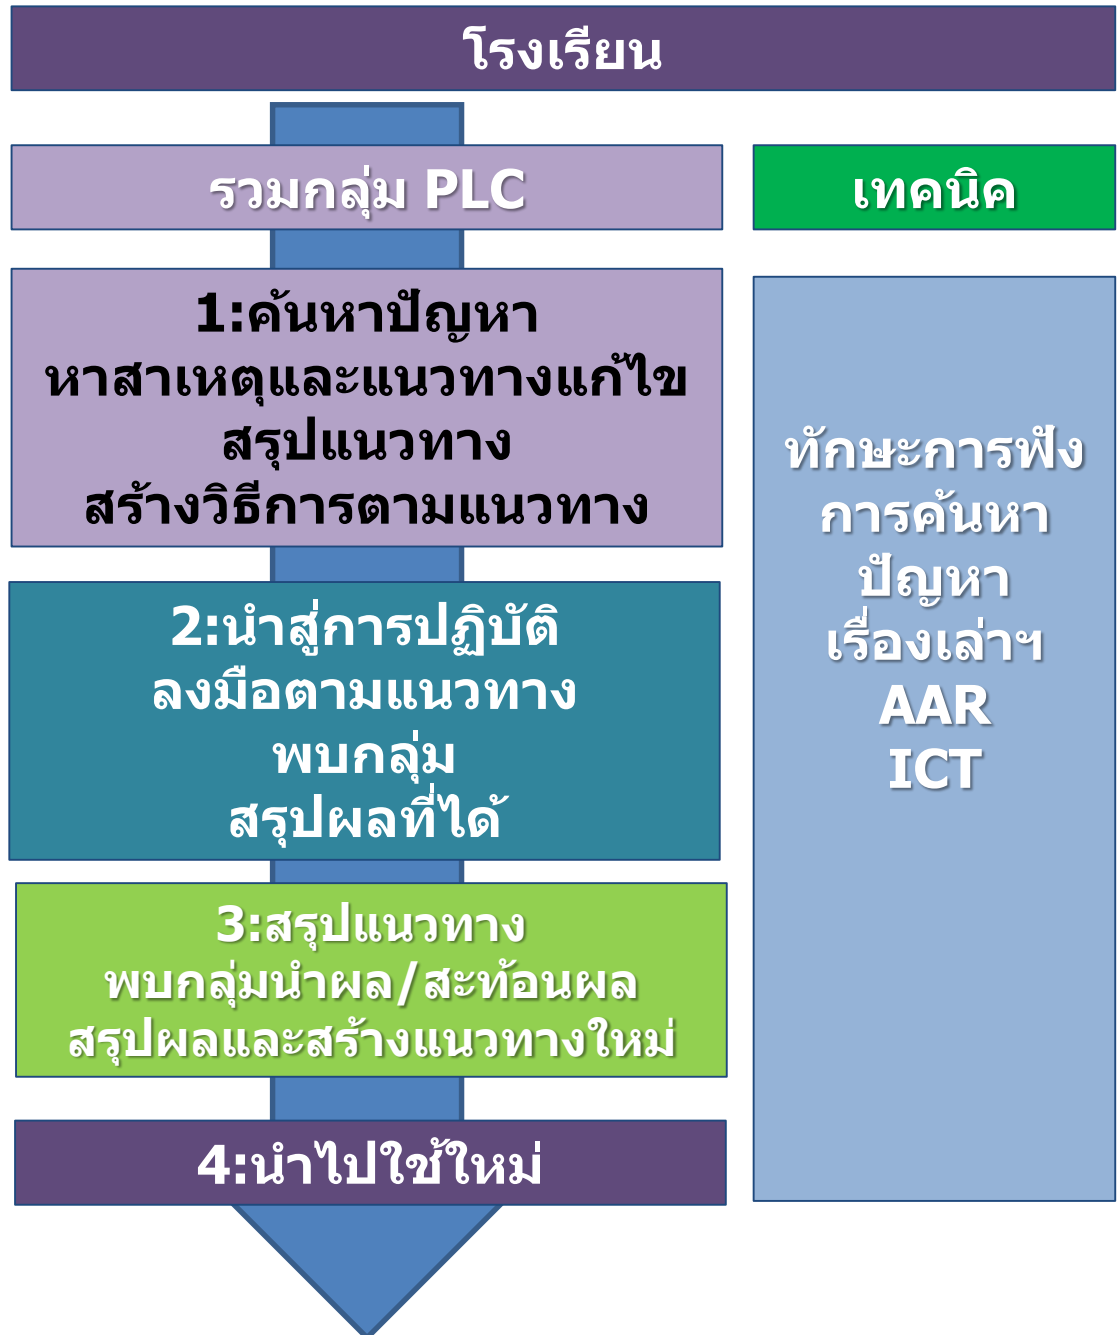 โรงเรียน
รวมกลุ่ม PLC
เทคนิค
1:ค้นหาปัญหา
หาสาเหตุและแนวทางแก้ไข
สรุปแนวทาง
สร้างวิธีการตามแนวทาง
2:นำสู่การปฏิบัติ
ลงมือตามแนวทาง
พบกลุ่ม
สรุปผลที่ได้
3:สรุปแนวทาง
พบกลุ่มนำผล/สะท้อนผล
สรุปผลและสร้างแนวทางใหม่
4:นำไปใช้ใหม่
ทักษะการฟัง
การค้นหา
ปัญหา
เรื่องเล่าฯ
AAR
ICT